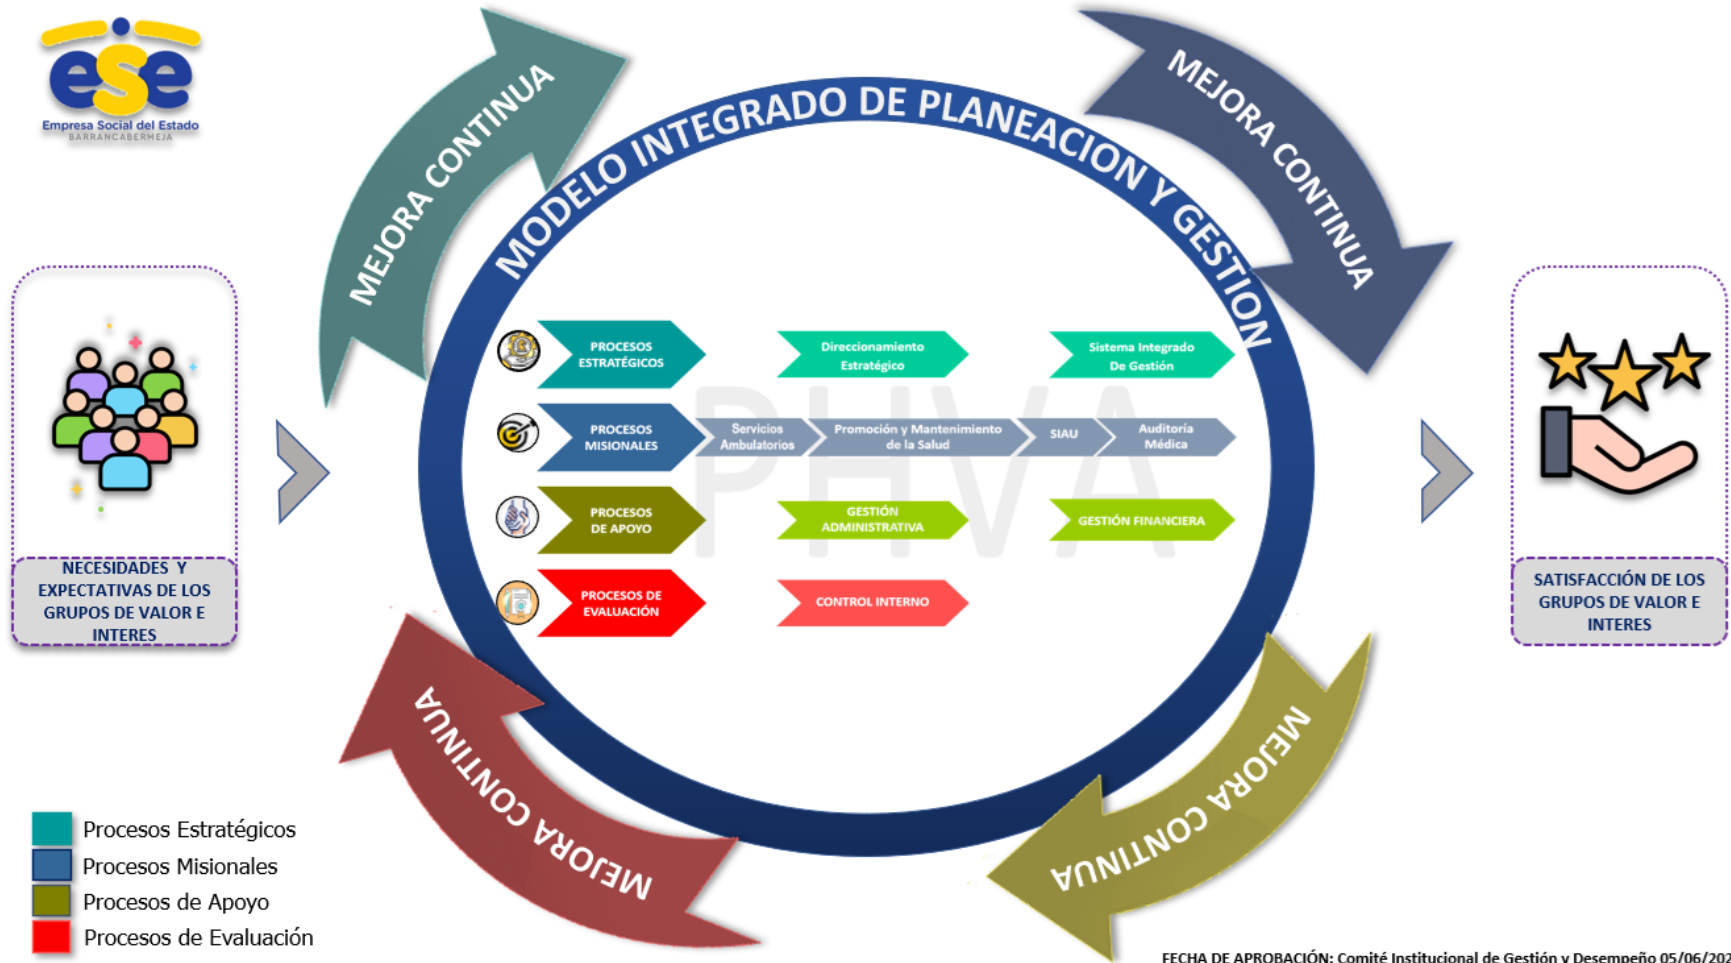 ese
Empresa Social del Estado
BARRANCABERMEJA
MEJORA CONTINUA
MEJORA CONTINUA
MODELO INTEGRADO DE PLANEACION Y GESTION
PHVA
PROCESOS
ESTRATÉGICOS
Direccionamiento
Estratégico
Sistema Integrado
De Gestión
PROCESOS
MISIONALES
Servicios
Ambulatorios
Promoción y Mantenimiento
de la Salud
SIAU
Auditoría
Médica
PROCESOS
DE APOYO
GESTIÓN
ADMINISTRATIVA
GESTIÓN FINANCIERA
PROCESOS DE
EVALUACIÓN
CONTROL INTERNO
NECESIDADES Y
EXPECTATIVAS DE LOS
GRUPOS DE VALOR E
INTERES
SATISFACCIÓN DE LOS
GRUPOS DE VALOR E
INTERES
MEJORA CONTINUA
MEJORA CONTINUA
Procesos Estratégicos
Procesos Misionales
Procesos de Apoyo
Procesos de Evaluación
FECHA DE APROBACIÓN: Comité Institucional de Gestión y Desempeño 05/06/202